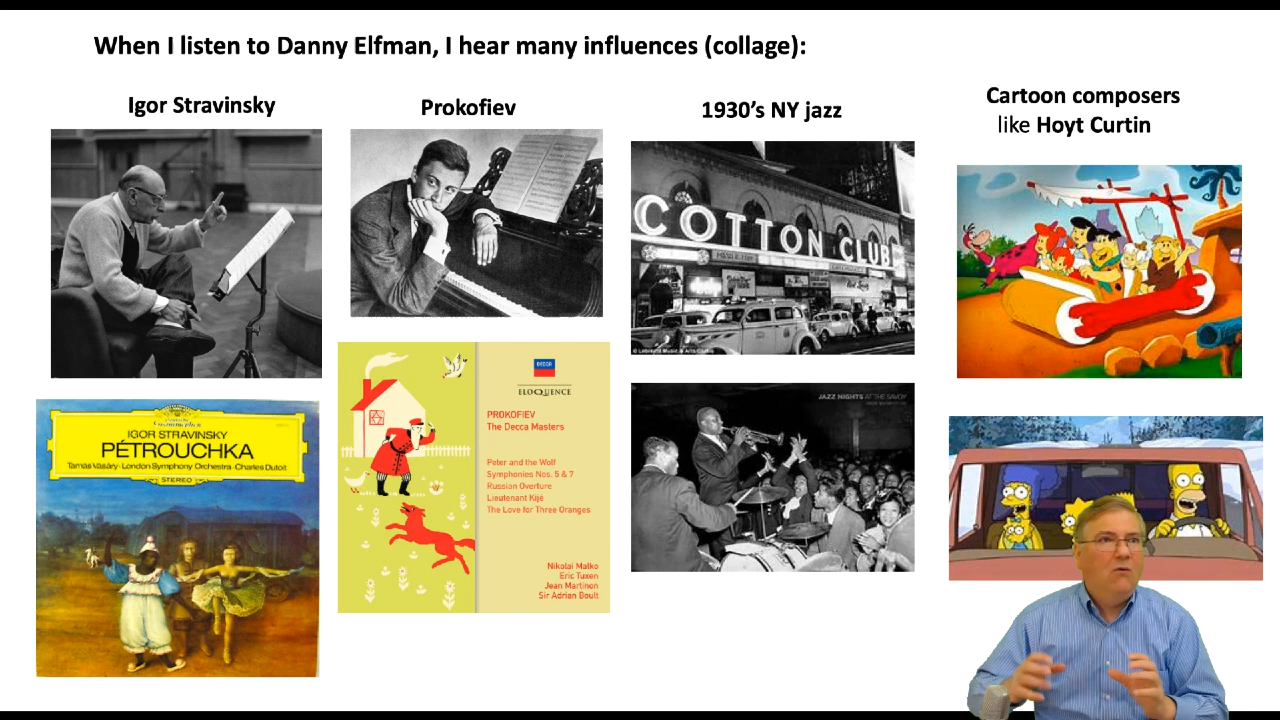 When I listen to Danny Elfman, I hear many influences (collage):
Igor Stravinsky
Prokofiev
1930's NY jazz
Cartoon composers
like Hoyt Curtin
COTTON CLUB
JAZZ NIGHTS AT THE SAVOY
IGOR STRAVINSKY
PÉTROUCHKA
Tamás Vásáry · London Symphony Orchestra · Charles Dutoit
STEREO
DECCA
ELOQUENCE
PROKOFIEV
The Decca Masters
Peter and the Wolf
Symphonies Nos. 5 & 7
Russian Overture
Lieutenant Kijé
The Love for Three Oranges
Nikolai Malko
Eric Tuxen
Jean Martinon
Sir Adrian Boult